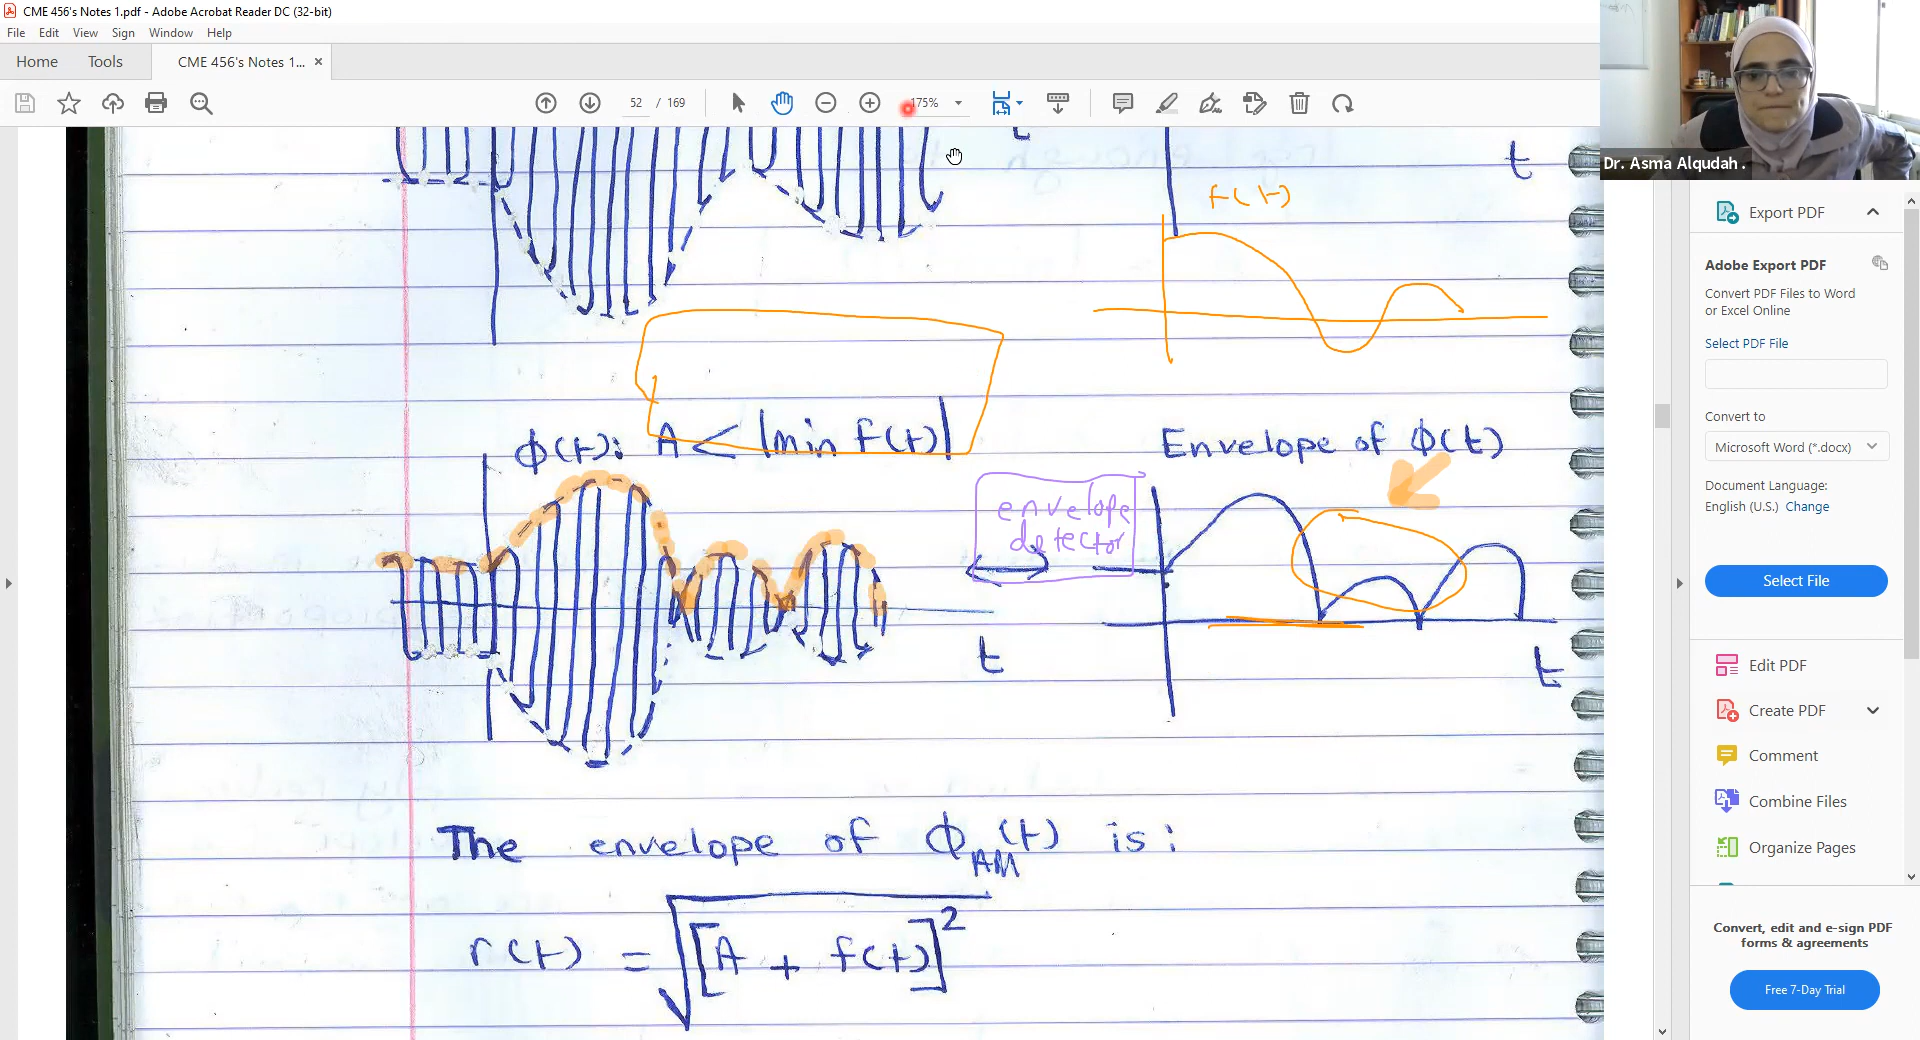 CME 456's Notes 1.pdf - Adobe Acrobat Reader DC (32-bit)
File Edit View Sign Window Help
Home Tools CME 456's Notes 1... ×
52 / 169 175%
Dr. Asma Alqudah .
t t
f(t)
ϕ(t): A < |min f(t)| Envelope of ϕ(t)
envelope
detector
t t
The envelope of ϕAM(t) is:
r(t) = √[A + f(t)]²
Export PDF
Adobe Export PDF
Convert PDF Files to Word
or Excel Online
Select PDF File
Convert to
Microsoft Word (*.docx)
Document Language:
English (U.S.) Change
Select File
Edit PDF
Create PDF
Comment
Combine Files
Organize Pages
Convert, edit and e-sign PDF
forms & agreements
Free 7-Day Trial